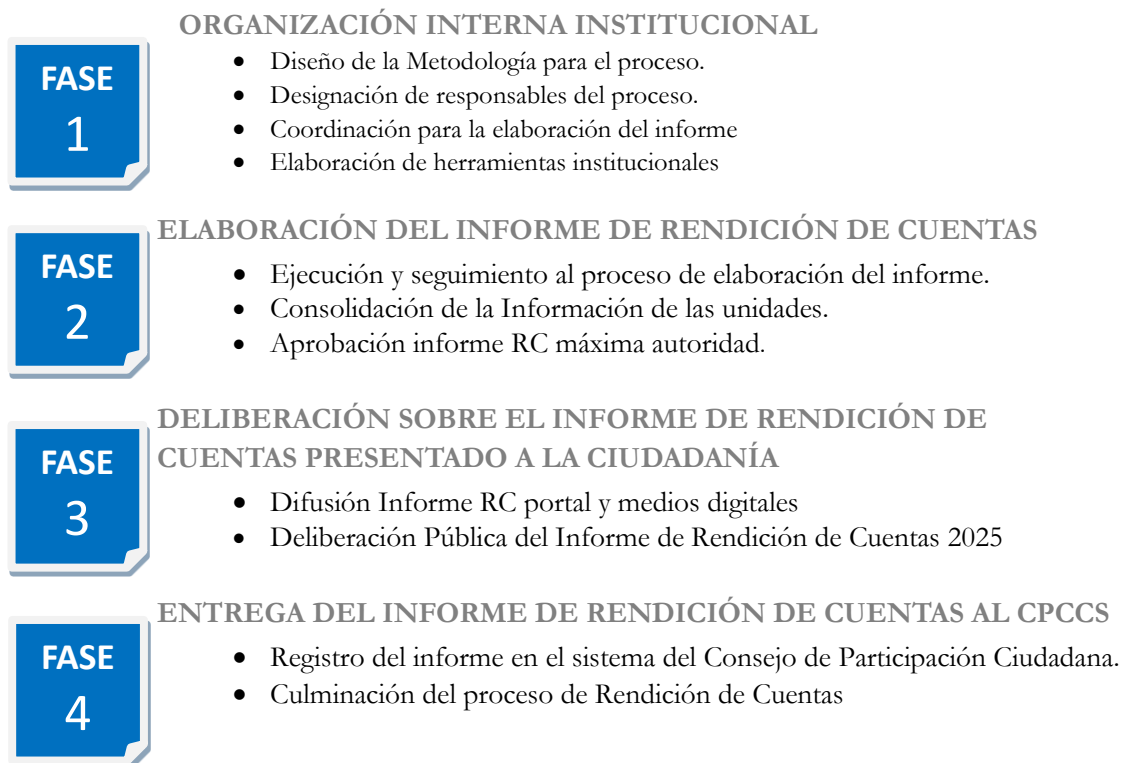 ORGANIZACIÓN INTERNA INSTITUCIONAL
FASE
1
• Diseño de la Metodología para el proceso.
• Designación de responsables del proceso.
• Coordinación para la elaboración del informe
• Elaboración de herramientas institucionales
ELABORACIÓN DEL INFORME DE RENDICIÓN DE CUENTAS
FASE
2
• Ejecución y seguimiento al proceso de elaboración del informe.
• Consolidación de la Información de las unidades.
• Aprobación informe RC máxima autoridad.
DELIBERACIÓN SOBRE EL INFORME DE RENDICIÓN DE
CUENTAS PRESENTADO A LA CIUDADANÍA
FASE
3
• Difusión Informe RC portal y medios digitales
• Deliberación Pública del Informe de Rendición de Cuentas 2025
ENTREGA DEL INFORME DE RENDICIÓN DE CUENTAS AL CPCCS
FASE
4
• Registro del informe en el sistema del Consejo de Participación Ciudadana.
• Culminación del proceso de Rendición de Cuentas